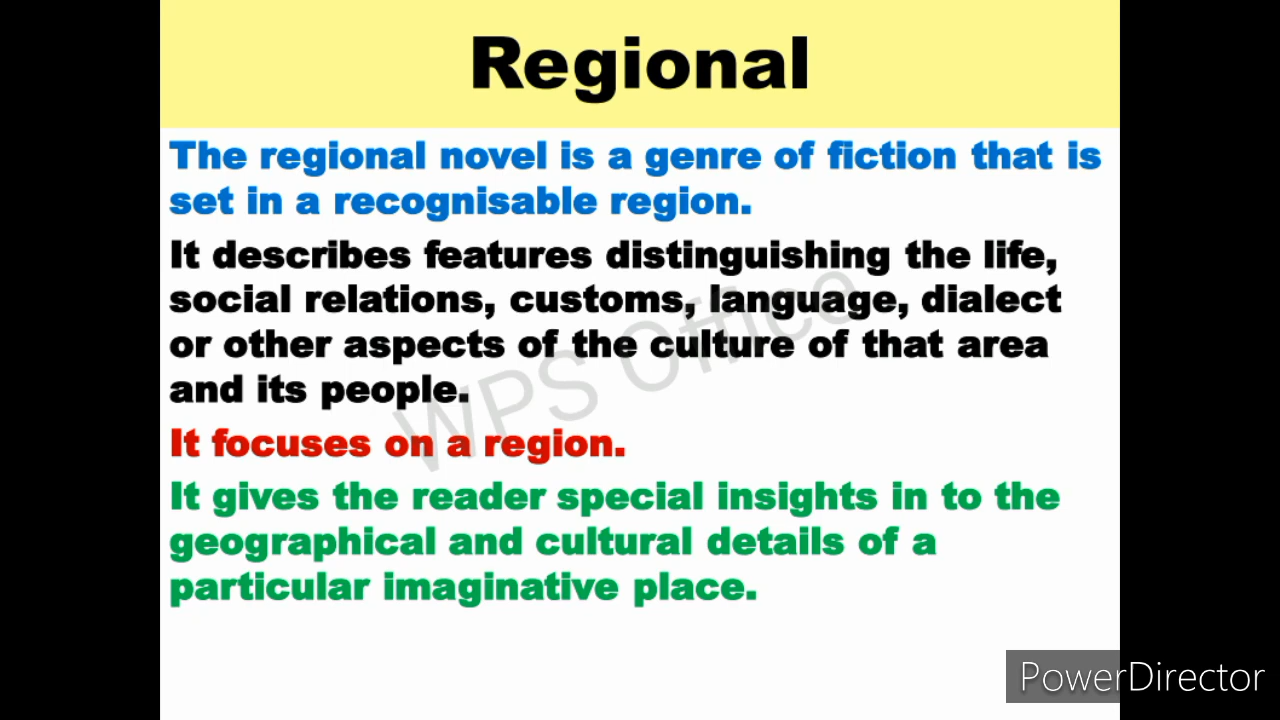 Regional
The regional novel is a genre of fiction that is
set in a recognisable region.
It describes features distinguishing the life,
social relations, customs, language, dialect
or other aspects of the culture of that area
and its people.
It focuses on a region.
It gives the reader special insights in to the
geographical and cultural details of a
particular imaginative place.
WPS Office
PowerDirector